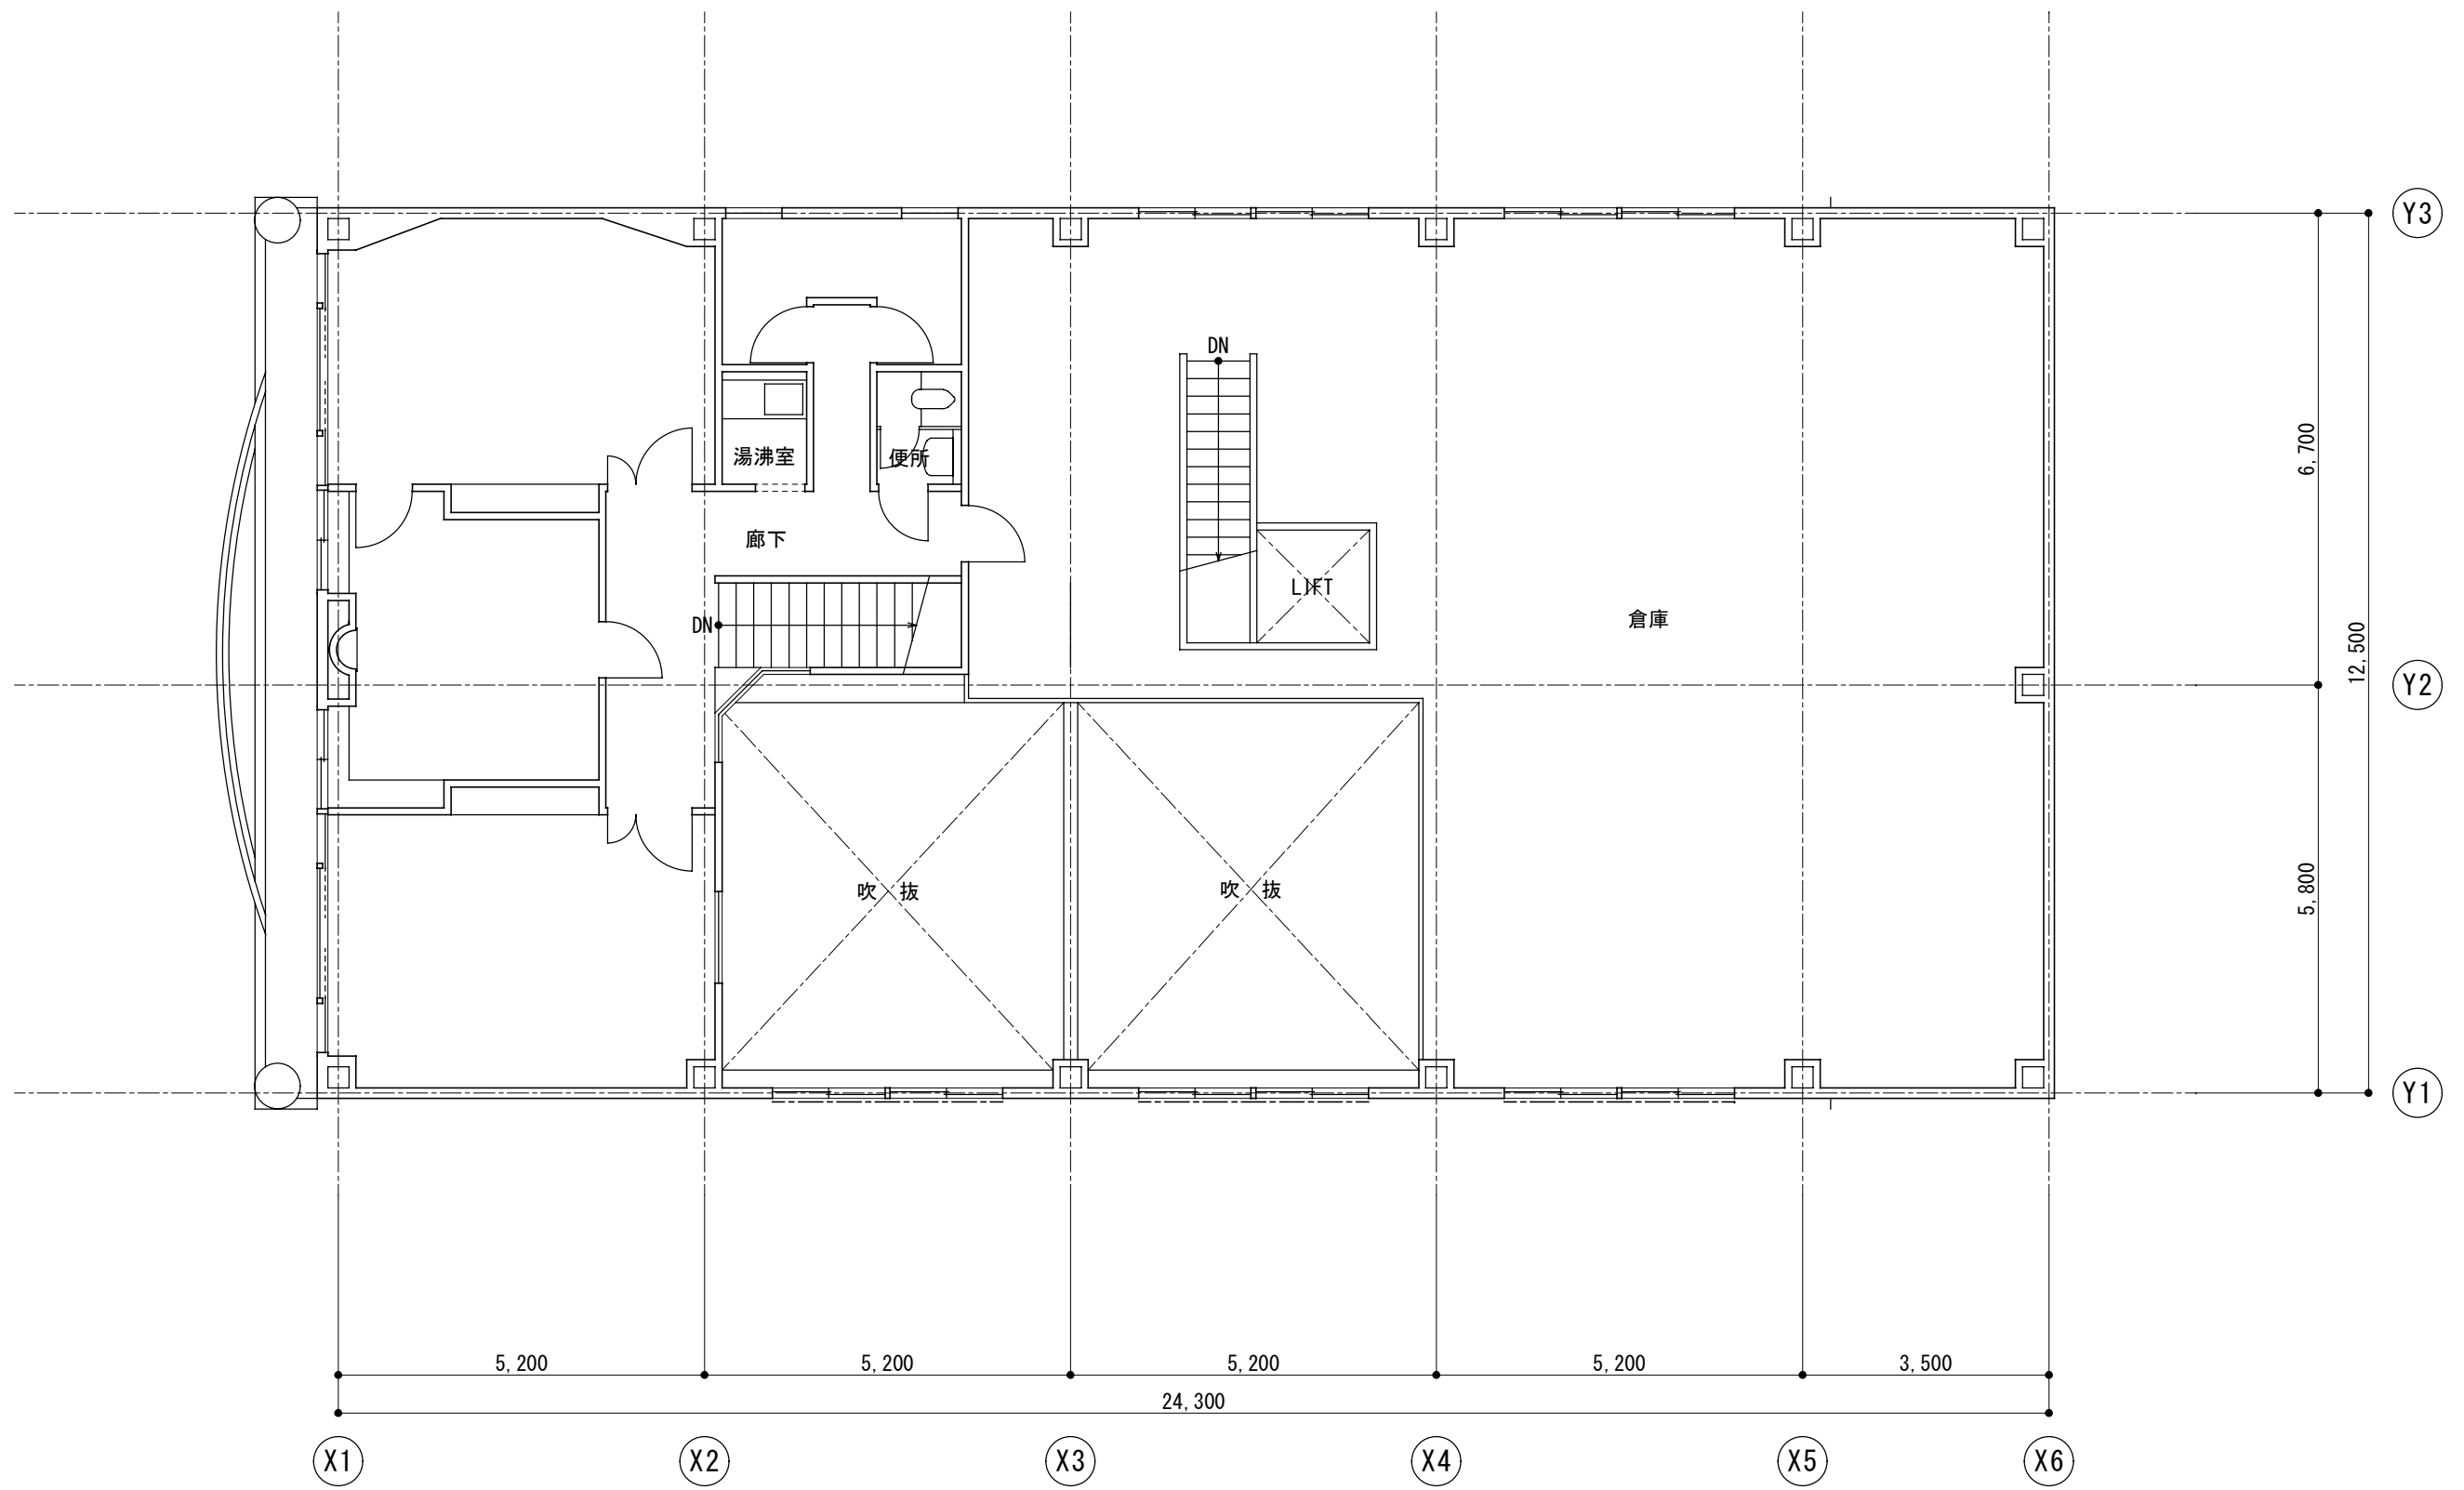 Y3
DN
6,700
湯沸室
便所
廊下
LIFT
倉庫
DN
12,500
Y2
吹 抜
吹 抜
5,800
Y1
5,200
5,200
5,200
5,200
3,500
24,300
X1
X2
X3
X4
X5
X6